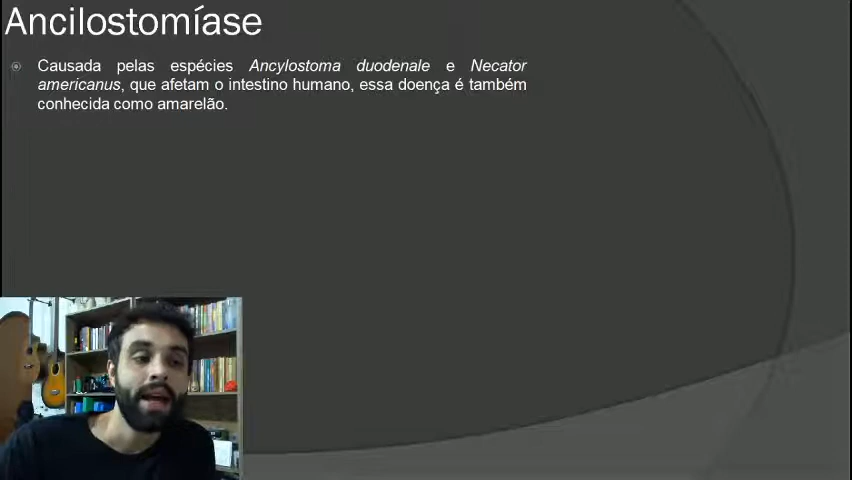 Ancilostomíase
Causada pelas espécies Ancylostoma duodenale e Necator
americanus, que afetam o intestino humano, essa doença é também
conhecida como amarelão.